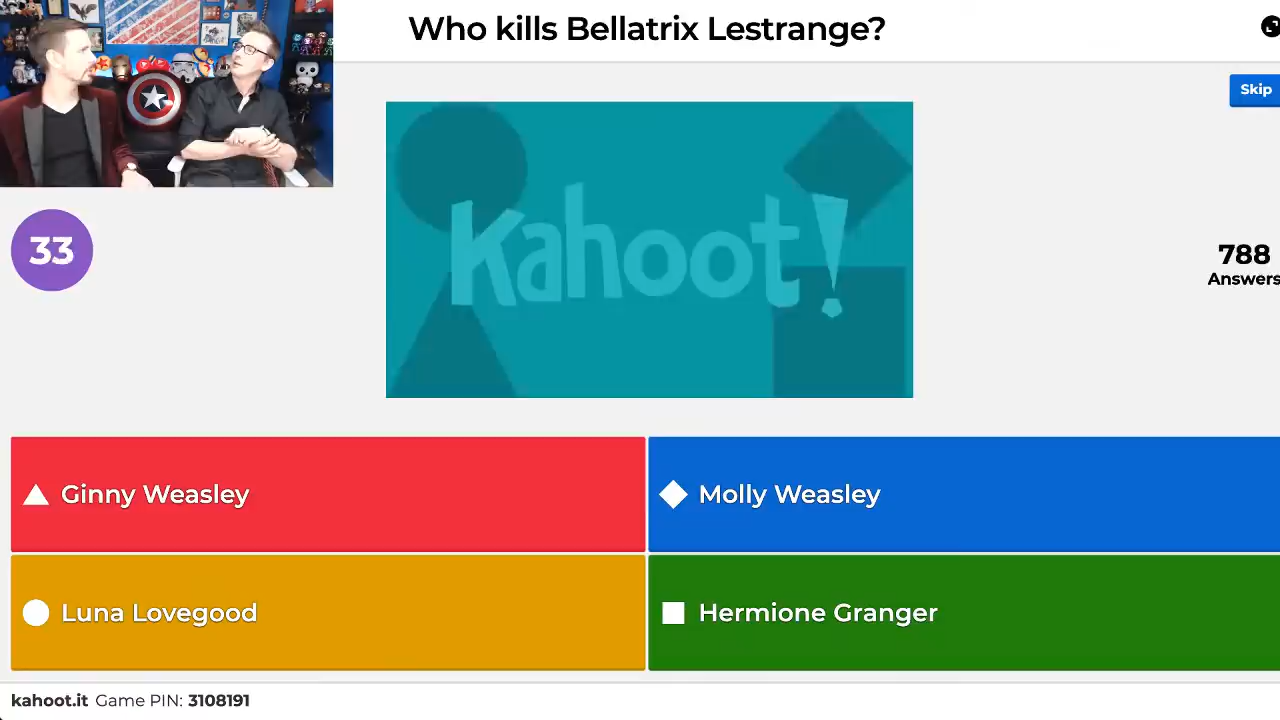 Who kills Bellatrix Lestrange?
Skip
Kahoot!
33
788
Answers
Ginny Weasley
Molly Weasley
Luna Lovegood
Hermione Granger
kahoot.it Game PIN: 3108191